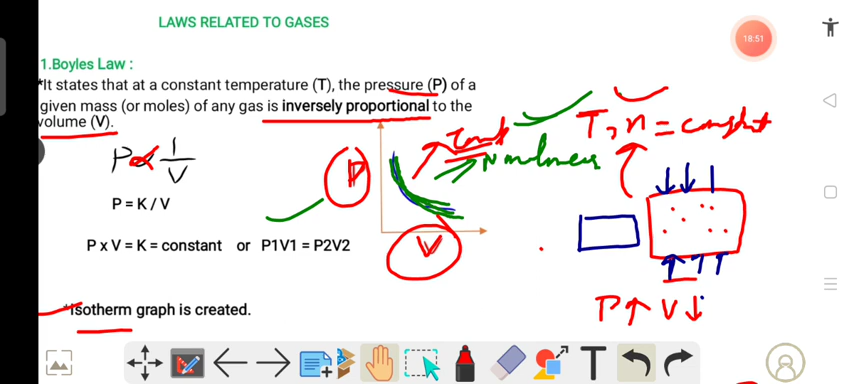 LAWS RELATED TO GASES
18:51
1.Boyles Law :
*It states that at a constant temperature (T), the pressure (P) of a
given mass (or moles) of any gas is inversely proportional to the
volume (V).
P ∝ 1/V
P = K / V
P x V = K = constant or P1V1 = P2V2
*Isotherm graph is created.
P
V
T, n = constant
P↑ V↓
T